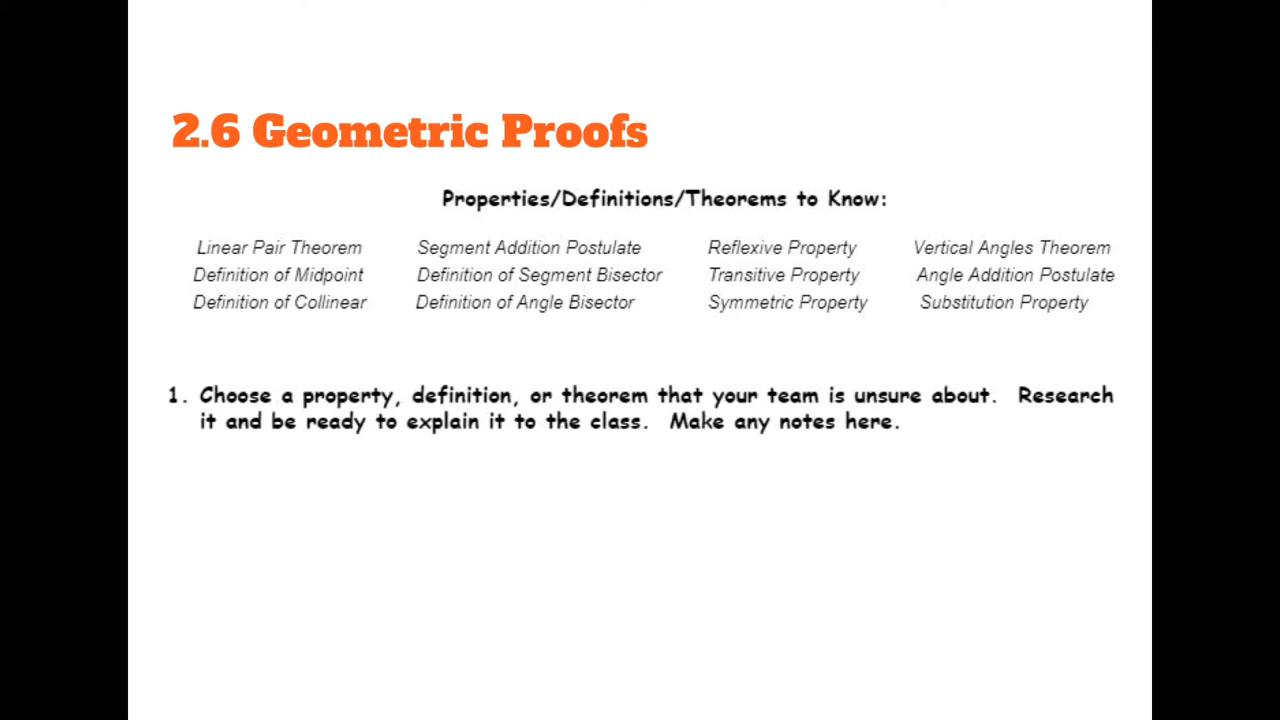 2.6 Geometric Proofs
Properties/Definitions/Theorems to Know:
Linear Pair Theorem Segment Addition Postulate Reflexive Property Vertical Angles Theorem
Definition of Midpoint Definition of Segment Bisector Transitive Property Angle Addition Postulate
Definition of Collinear Definition of Angle Bisector Symmetric Property Substitution Property
1. Choose a property, definition, or theorem that your team is unsure about. Research
it and be ready to explain it to the class. Make any notes here.